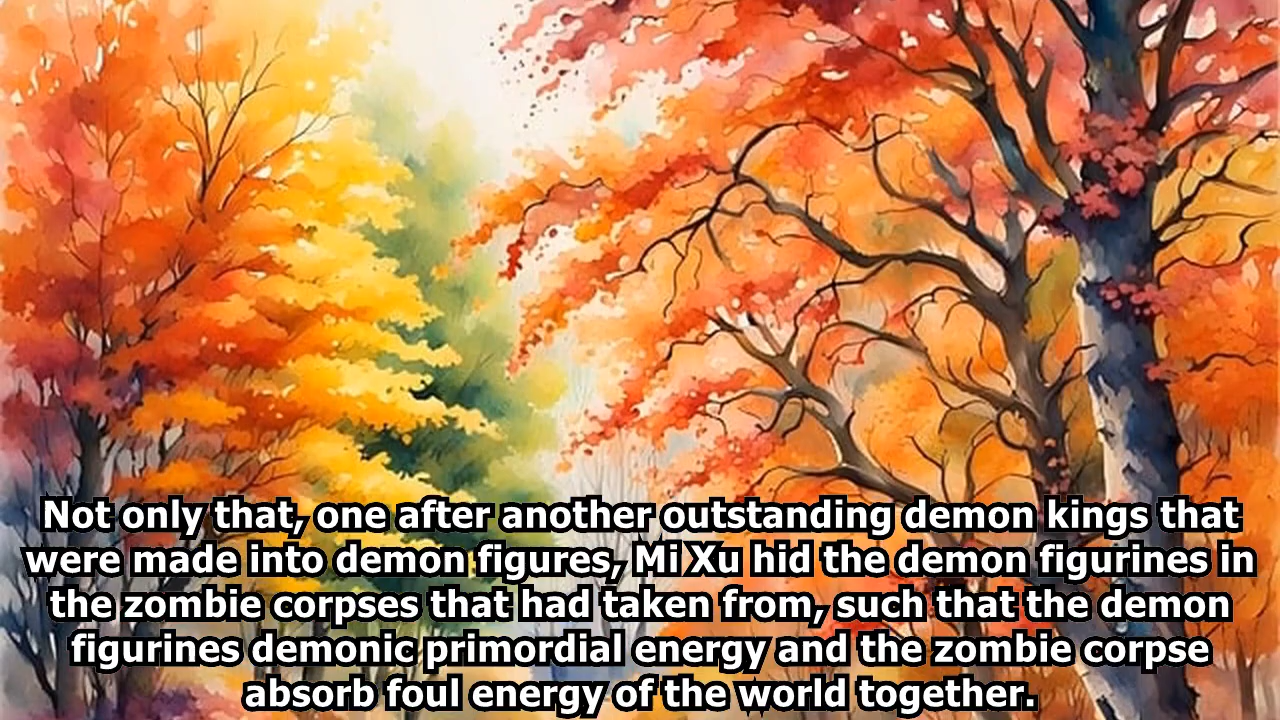 Not only that, one after another outstanding demon kings that
were made into demon figures, Mi Xu hid the demon figurines in
the zombie corpses that had taken from, such that the demon
figurines demonic primordial energy and the zombie corpse
absorb foul energy of the world together.